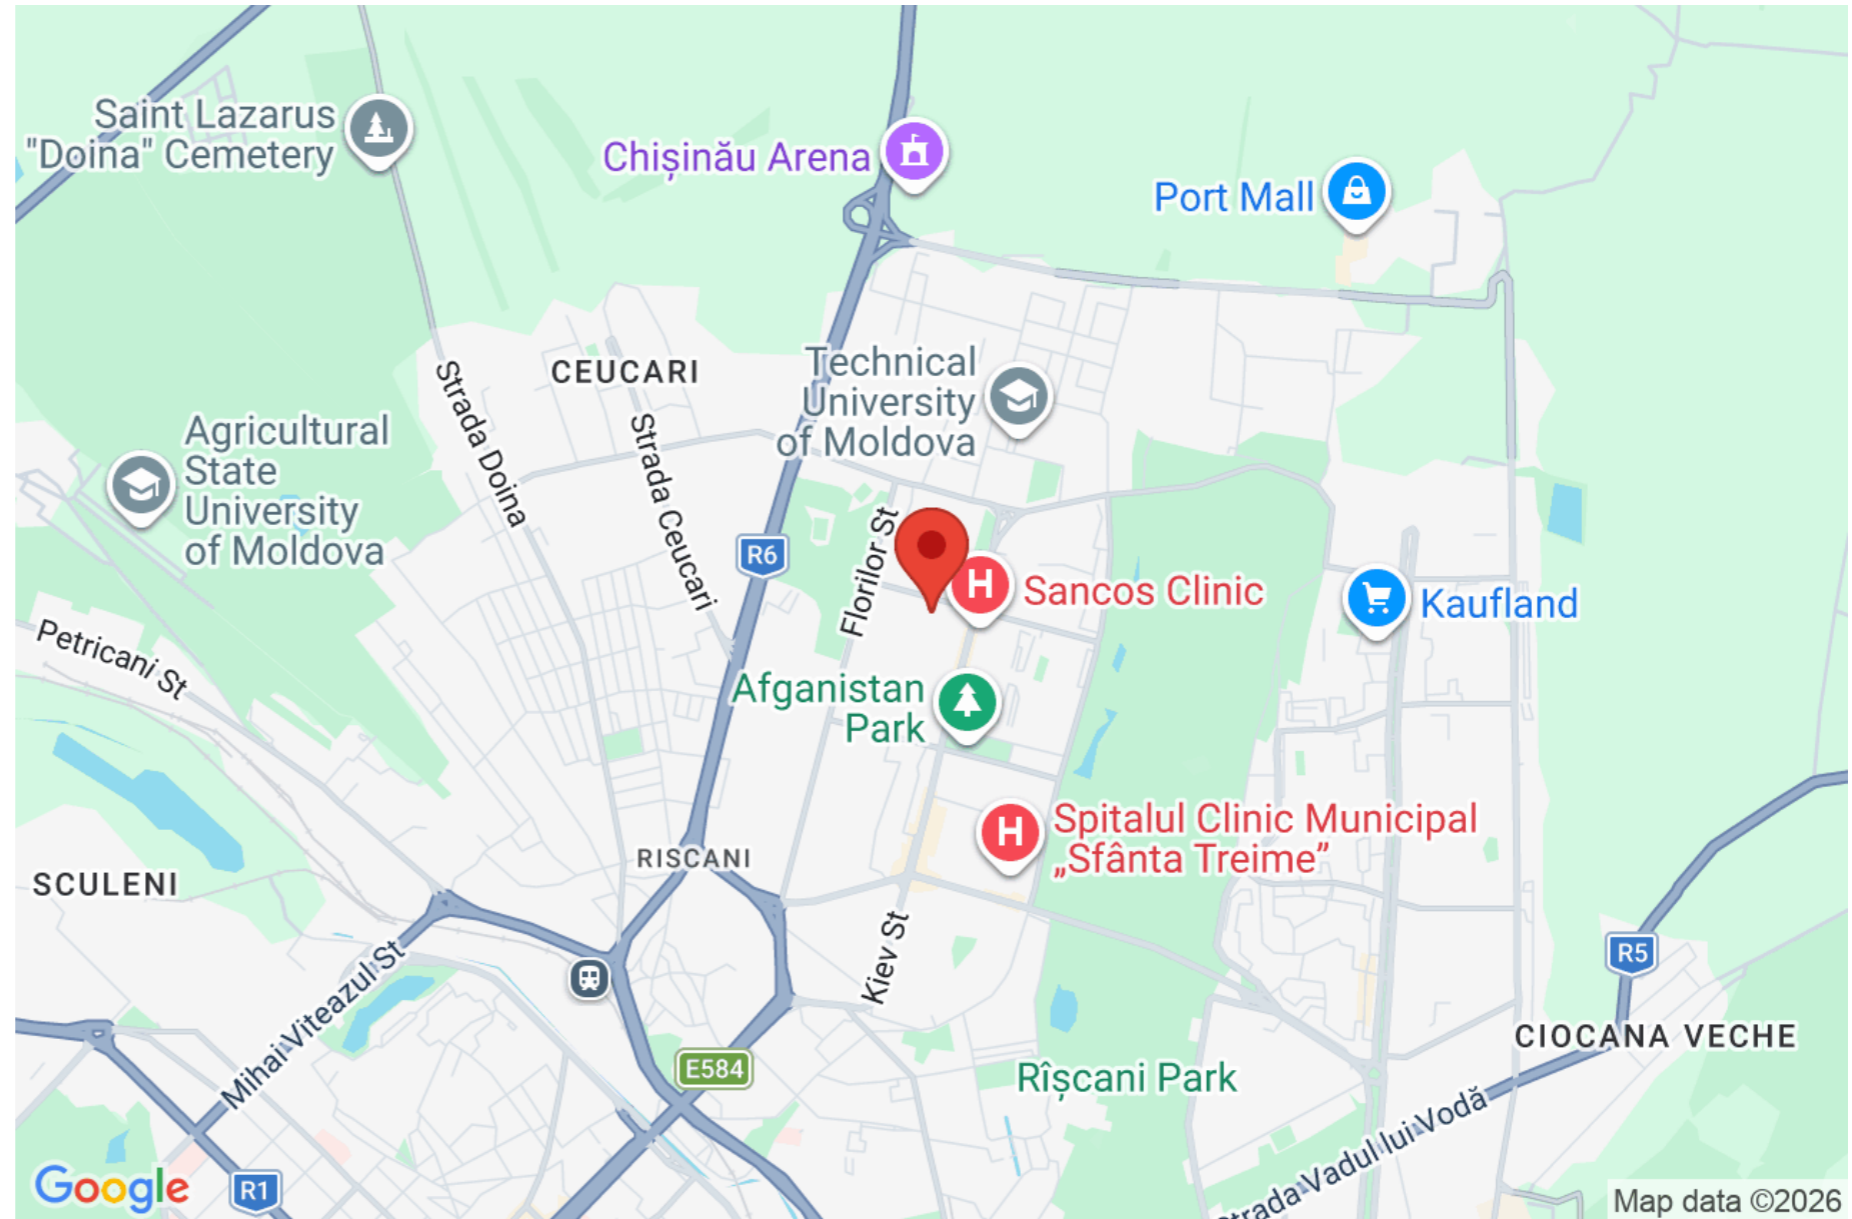 Saint Lazarus
"Doina" Cemetery
Chișinău Arena
Port Mall
CEUCARI
Technical
University
of Moldova
Strada Doina
Strada Ceucari
Agricultural
State
University
of Moldova
Florilor St
R6
H
Sancos Clinic
Kaufland
Petricani St
Afganistan
Park
H
Spitalul Clinic Municipal
„Sfânta Treime”
RISCANI
SCULENI
Kiev St
R5
Mihai Viteazul St
CIOCANA VECHE
E584
Rîșcani Park
Strada Vadul lui Vodă
Google
R1
Map data ©2026